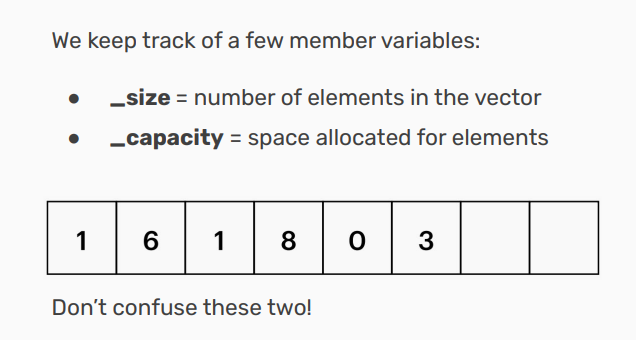 We keep track of a few member variables:
● _size = number of elements in the vector
● _capacity = space allocated for elements
1 6 1 8 0 3
Don’t confuse these two!